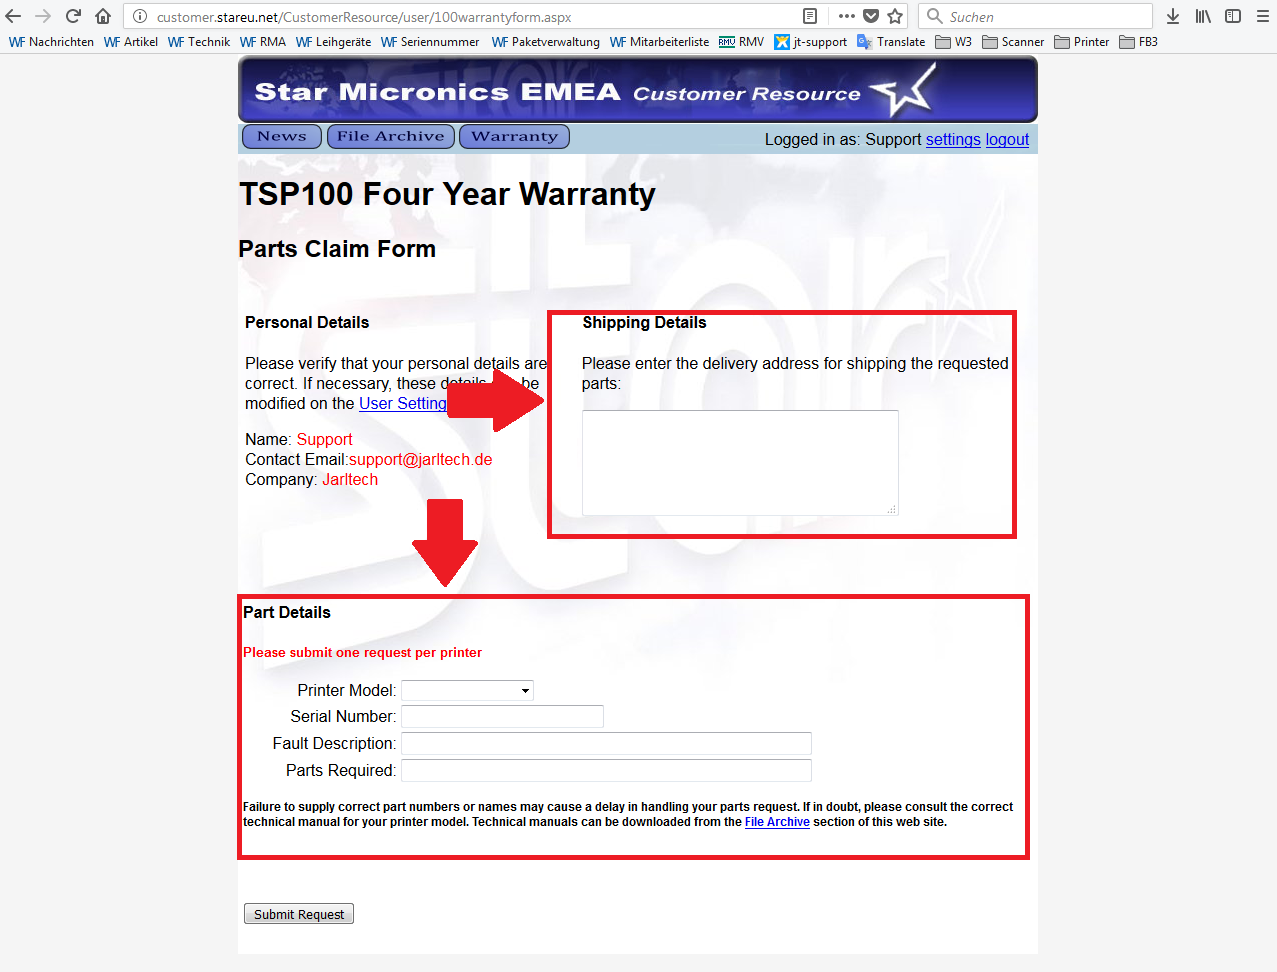 customer.stareu.net/CustomerResource/user/100warrantyform.aspx
Suchen
WF Nachrichten WF Artikel WF Technik WF RMA WF Leihgeräte WF Seriennummer WF Paketverwaltung WF Mitarbeiterliste RMV RMV jt-support Translate W3 Scanner Printer FB3
Star Micronics EMEA Customer Resource
News File Archive Warranty
Logged in as: Support settings logout
TSP100 Four Year Warranty
Parts Claim Form
Personal Details
Please verify that your personal details are
correct. If necessary, these details be
modified on the User Setting
Name: Support
Contact Email:support@jarltech.de
Company: Jarltech
Shipping Details
Please enter the delivery address for shipping the requested
parts:
Part Details
Please submit one request per printer
Printer Model:
Serial Number:
Fault Description:
Parts Required:
Failure to supply correct part numbers or names may cause a delay in handling your parts request. If in doubt, please consult the correct
technical manual for your printer model. Technical manuals can be downloaded from the File Archive section of this web site.
Submit Request